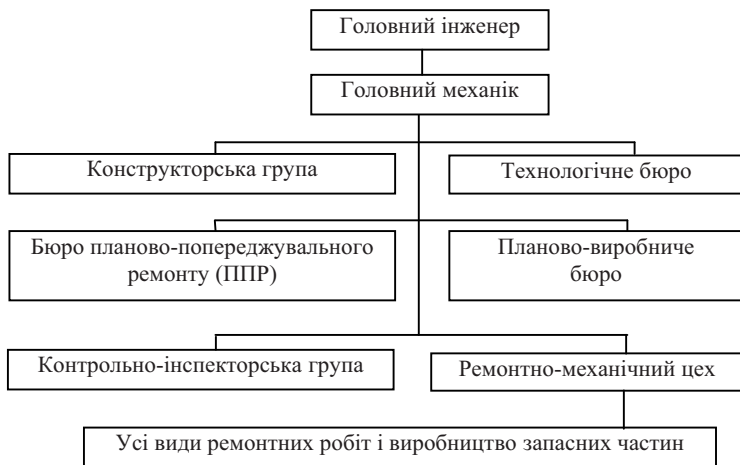 Головний інженер
Головний механік
Конструкторська група
Технологічне бюро
Бюро планово-попереджувального
ремонту (ППР)
Планово-виробниче
бюро
Контрольно-інспекторська група
Ремонтно-механічний цех
Усі види ремонтних робіт і виробництво запасних частин